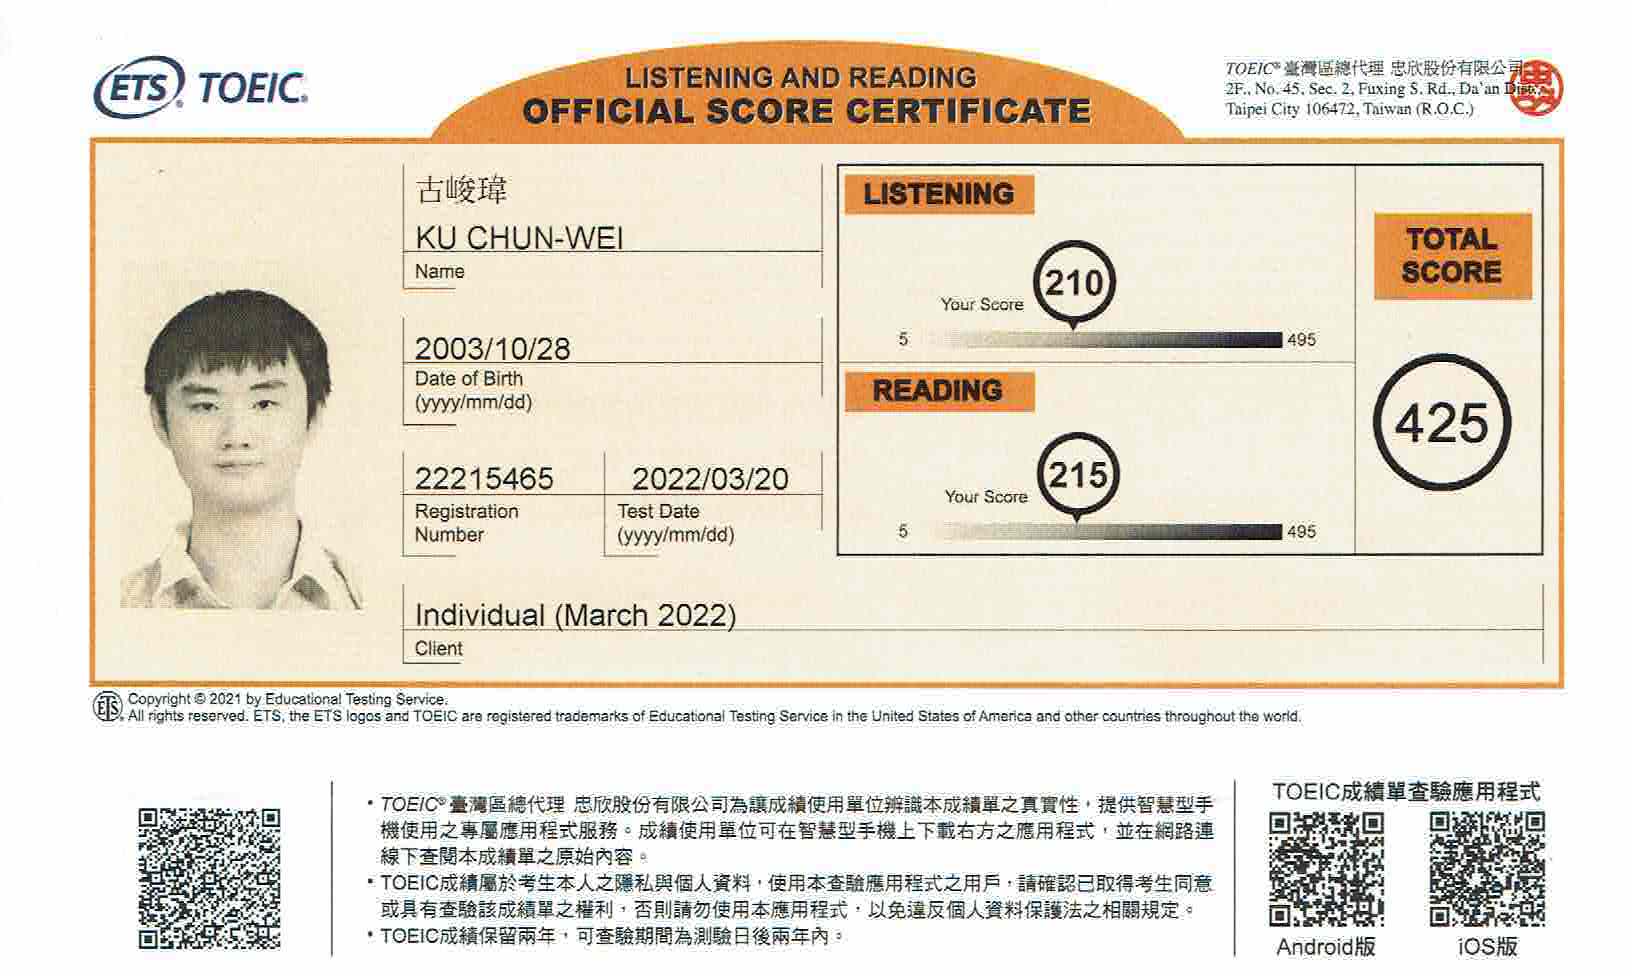 ETS TOEIC®
LISTENING AND READING
OFFICIAL SCORE CERTIFICATE
TOEIC® 臺灣區總代理 忠欣股份有限公司
2F., No. 45, Sec. 2, Fuxing S. Rd., Da'an Dist.,
Taipei City 106472, Taiwan (R.O.C.)
古峻瑋
KU CHUN-WEI
Name
2003/10/28
Date of Birth
(yyyy/mm/dd)
22215465
Registration
Number
2022/03/20
Test Date
(yyyy/mm/dd)
Individual (March 2022)
Client
LISTENING
210
Your Score
5
495
READING
215
Your Score
5
495
TOTAL
SCORE
425
ETS® Copyright © 2021 by Educational Testing Service.
All rights reserved. ETS, the ETS logos and TOEIC are registered trademarks of Educational Testing Service in the United States of America and other countries throughout the world.
• TOEIC® 臺灣區總代理 忠欣股份有限公司為讓成績使用單位辨識本成績單之真實性，提供智慧型手
機使用之專屬應用程式服務。成績使用單位可在智慧型手機上下載右方之應用程式，並在網路連
線下查閱本成績單之原始內容。
• TOEIC成績屬於考生本人之隱私與個人資料，使用本查驗應用程式之用戶，請確認已取得考生同意
或具有查驗該成績單之權利，否則請勿使用本應用程式，以免違反個人資料保護法之相關規定。
• TOEIC成績保留兩年，可查驗期間為測驗日後兩年內。
TOEIC成績單查驗應用程式
Android版
iOS版